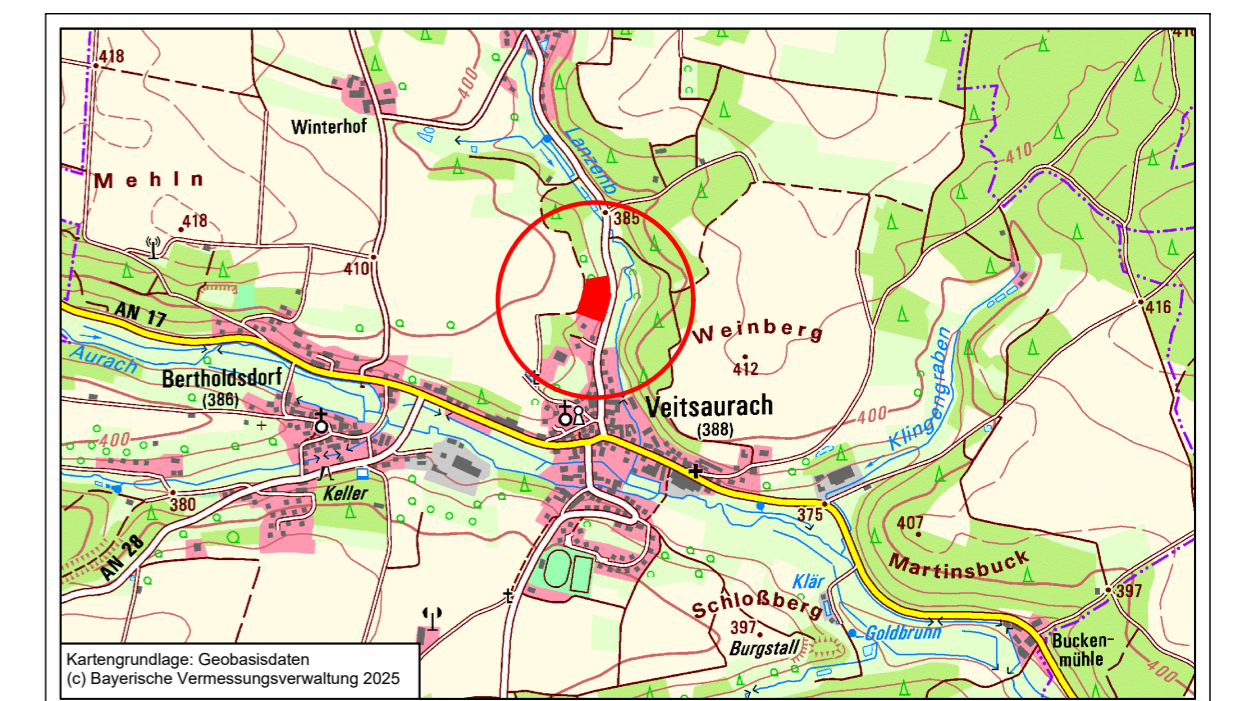 418
400
Winterhof
Lanzenb
410
Mehln
418
385
410
416
AN 17
Weinberg
412
Aurach
Bertholdsdorf
(386)
Veitsaurach
(388)
400
Klingengraben
400
380
Keller
375
407
AN 28
Martinsbuck
Klär
397
Schloßberg
397
Burgstall
Goldbrunn
Bucken-
mühle
400
Kartengrundlage: Geobasisdaten
(c) Bayerische Vermessungsverwaltung 2025